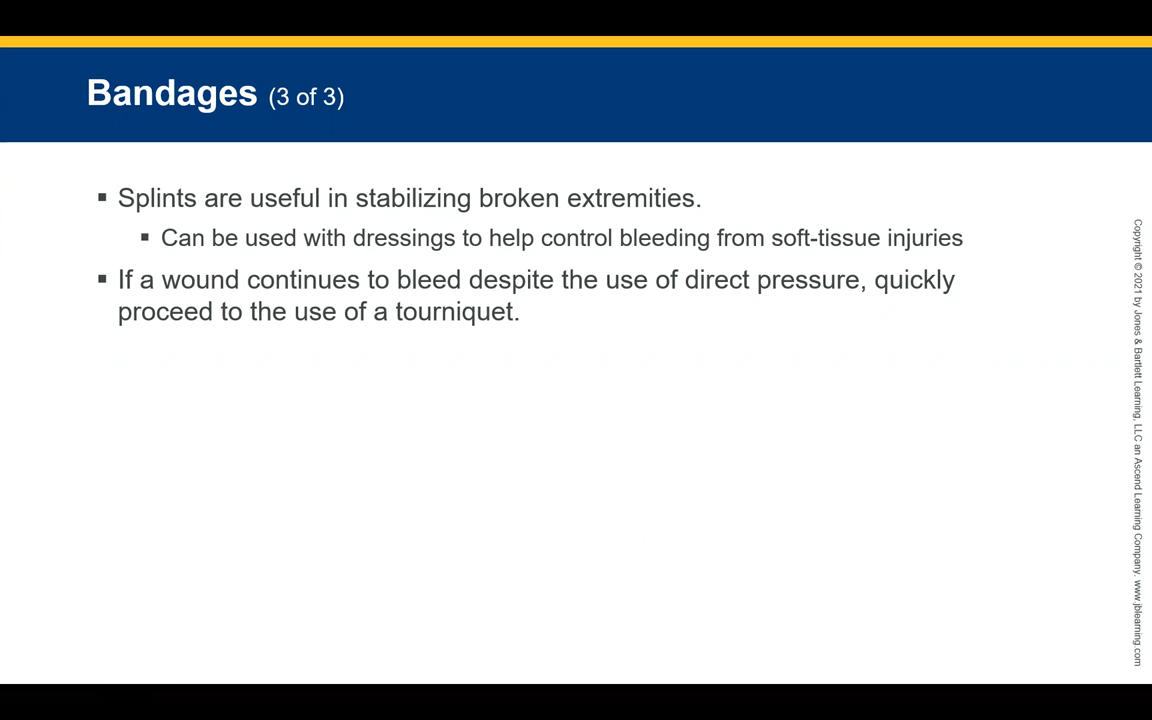 Bandages (3 of 3)
▪ Splints are useful in stabilizing broken extremities.
▪ Can be used with dressings to help control bleeding from soft-tissue injuries
▪ If a wound continues to bleed despite the use of direct pressure, quickly
proceed to the use of a tourniquet.
Copyright © 2021 by Jones & Bartlett Learning, LLC an Ascend Learning Company. www.jblearning.com